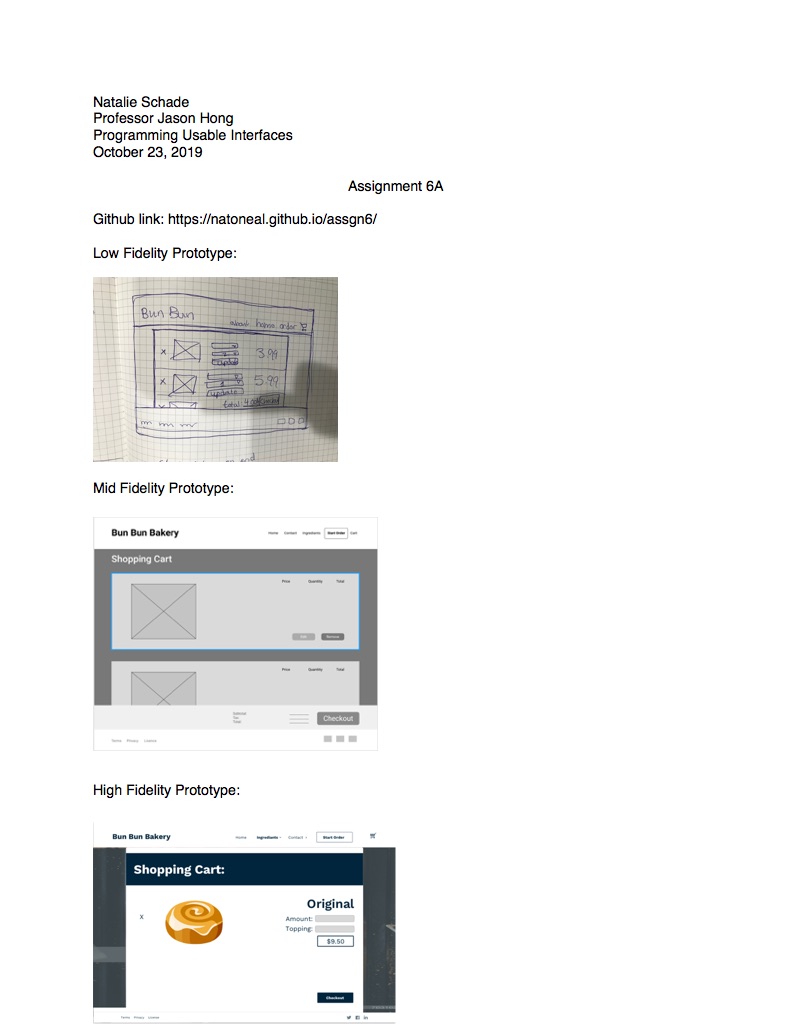 Natalie Schade
Professor Jason Hong
Programming Usable Interfaces
October 23, 2019
Assignment 6A
Github link: https://natoneal.github.io/assgn6/
Low Fidelity Prototype:
Bun Bun
about home order
x 3.99
x 5.99
update
total
Mid Fidelity Prototype:
Bun Bun Bakery Home Contact Ingredients Start Order Cart
Shopping Cart
Price Quantity Total
Edit Remove
Price Quantity Total
Subtotal
Tax
Total
Checkout
Terms Privacy Licence
High Fidelity Prototype:
Bun Bun Bakery Home Ingredients Contact Start Order
Shopping Cart:
x Original
Amount:
Topping:
$9.50
Checkout
Terms Privacy License